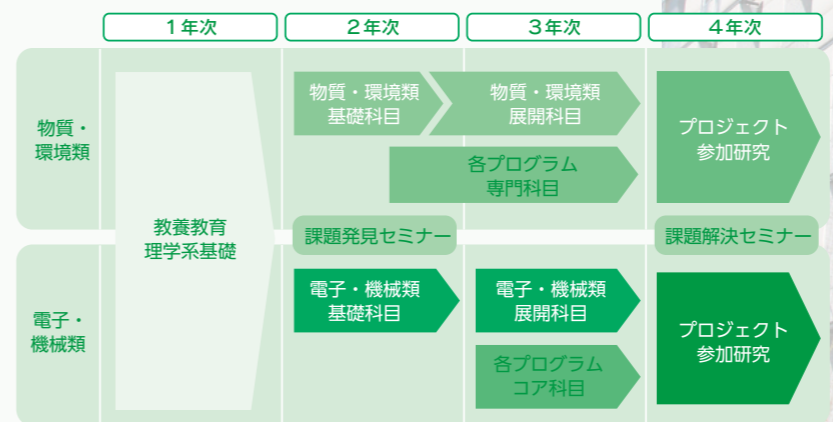 1年次
2年次
3年次
4年次
物質・
環境類
教養教育
理学系基礎
物質・環境類
基礎科目
物質・環境類
展開科目
各プログラム
専門科目
プロジェクト
参加研究
課題発見セミナー
課題解決セミナー
電子・
機械類
電子・機械類
基礎科目
電子・機械類
展開科目
各プログラム
コア科目
プロジェクト
参加研究